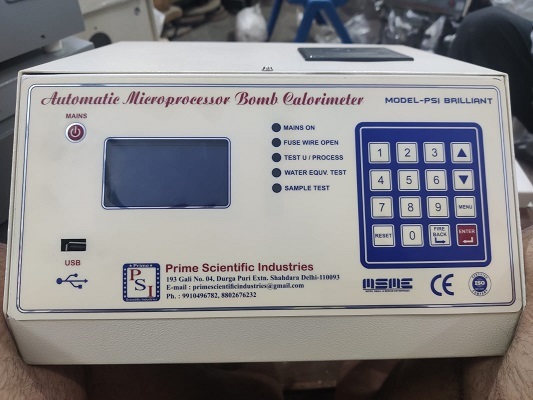 Automatic Microprocessor Bomb Calorimeter
MODEL-PSI BRILLIANT
MAINS
MAINS ON
FUSE WIRE OPEN
TEST U / PROCESS
WATER EQUV. TEST
SAMPLE TEST
1 2 3
4 5 6
7 8 9 MENU
RESET 0 FIRE BACK ENTER
USB
Prime
PSI
Prime Scientific Industries
193 Gali No. 04, Durga Puri Extn. Shahdara Delhi-110093
E-mail : primescientificindustries@gmail.com
Ph. : 9910496782, 8802676232
MSME
CE
ISO